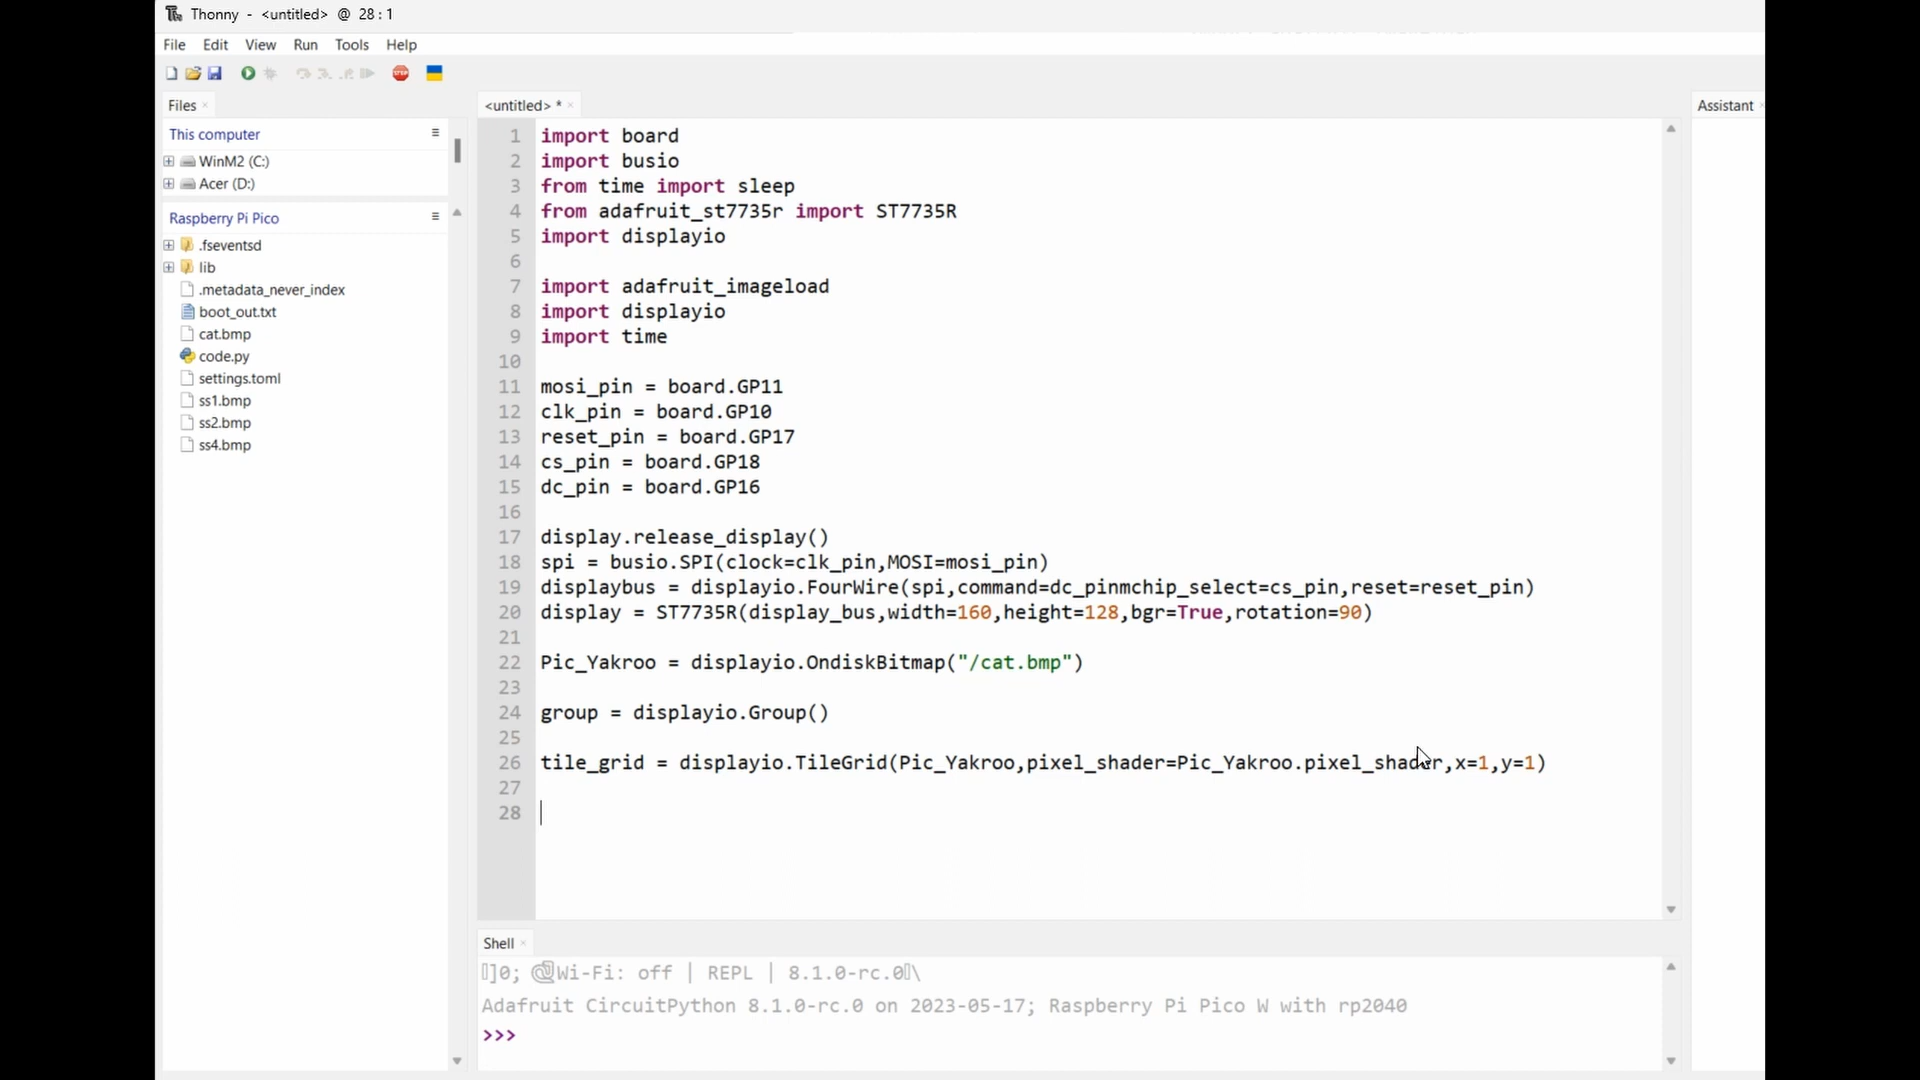 Thonny - <untitled> @ 28 : 1
File Edit View Run Tools Help
Files
This computer
WinM2 (C:)
Acer (D:)
Raspberry Pi Pico
.fseventsd
lib
.metadata_never_index
boot_out.txt
cat.bmp
code.py
settings.toml
ss1.bmp
ss2.bmp
ss4.bmp
<untitled> *
1 import board
2 import busio
3 from time import sleep
4 from adafruit_st7735r import ST7735R
5 import displayio
6
7 import adafruit_imageload
8 import displayio
9 import time
10
11 mosi_pin = board.GP11
12 clk_pin = board.GP10
13 reset_pin = board.GP17
14 cs_pin = board.GP18
15 dc_pin = board.GP16
16
17 display.release_display()
18 spi = busio.SPI(clock=clk_pin,MOSI=mosi_pin)
19 displaybus = displayio.FourWire(spi,command=dc_pinmchip_select=cs_pin,reset=reset_pin)
20 display = ST7735R(display_bus,width=160,height=128,bgr=True,rotation=90)
21
22 Pic_Yakroo = displayio.OndiskBitmap("/cat.bmp")
23
24 group = displayio.Group()
25
26 tile_grid = displayio.TileGrid(Pic_Yakroo,pixel_shader=Pic_Yakroo.pixel_shader,x=1,y=1)
27
28
Shell
]0; Wi-Fi: off | REPL | 8.1.0-rc.0\
Adafruit CircuitPython 8.1.0-rc.0 on 2023-05-17; Raspberry Pi Pico W with rp2040
>>>
Assistant